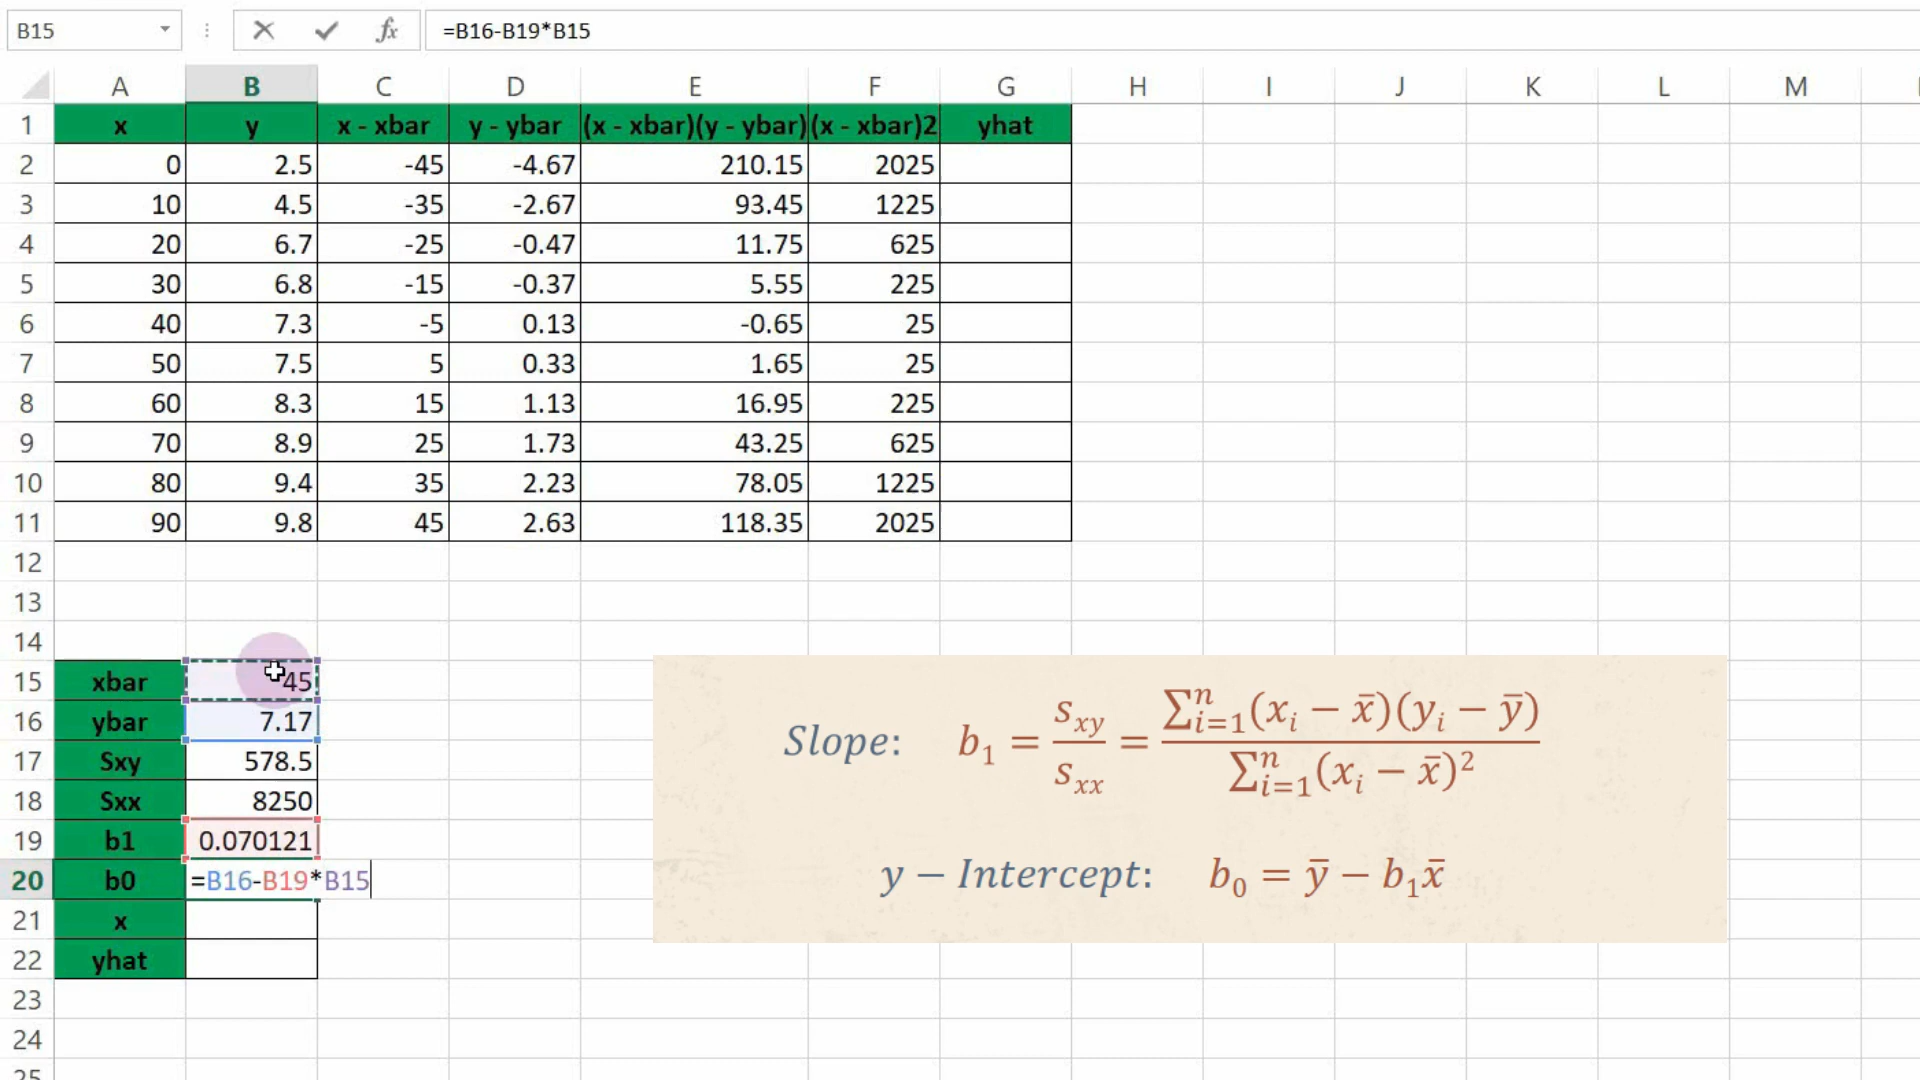 B15 fx =B16-B19*B15
A B C D E F G H I J K L M
1 x y x - xbar y - ybar (x - xbar)(y - ybar) (x - xbar)2 yhat
2 0 2.5 -45 -4.67 210.15 2025
3 10 4.5 -35 -2.67 93.45 1225
4 20 6.7 -25 -0.47 11.75 625
5 30 6.8 -15 -0.37 5.55 225
6 40 7.3 -5 0.13 -0.65 25
7 50 7.5 5 0.33 1.65 25
8 60 8.3 15 1.13 16.95 225
9 70 8.9 25 1.73 43.25 625
10 80 9.4 35 2.23 78.05 1225
11 90 9.8 45 2.63 118.35 2025
12
13
14
15 xbar 45
16 ybar 7.17
17 Sxy 578.5
18 Sxx 8250
19 b1 0.070121
20 b0 =B16-B19*B15
21 x
22 yhat
23
24
25
Slope: b₁ = s_xy / s_xx = ∑ⁿᵢ₌₁(xᵢ − x̄)(yᵢ − ȳ) / ∑ⁿᵢ₌₁(xᵢ − x̄)²
y − Intercept: b₀ = ȳ − b₁x̄